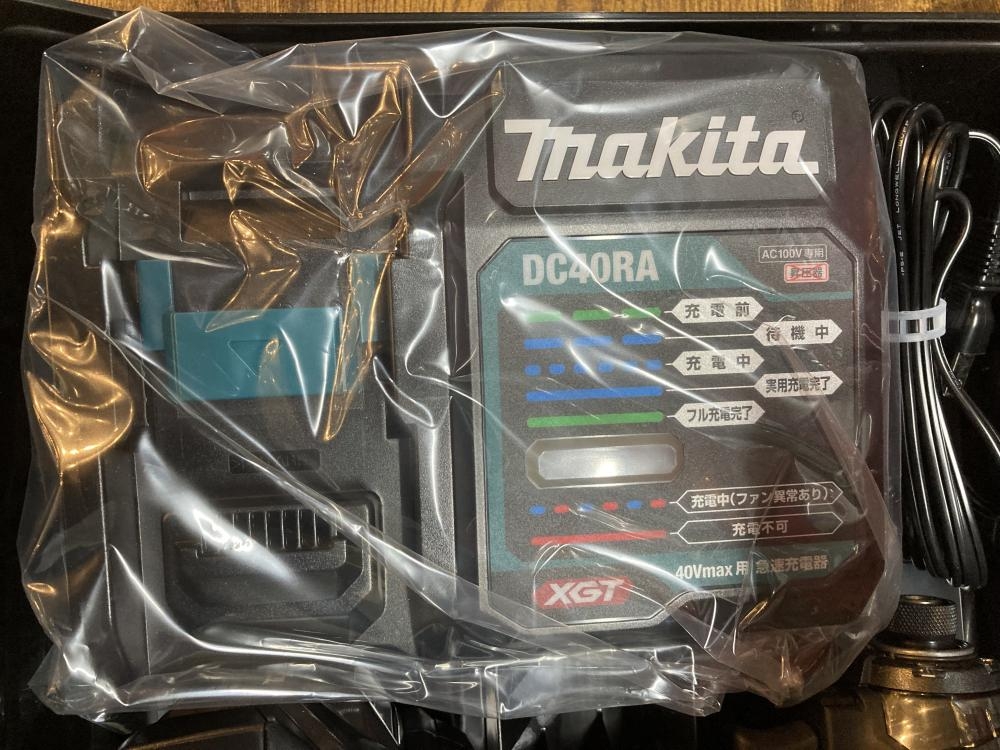 makita
®
DC40RA
AC100V専用
昇圧器
充電前
待機中
充電中
実用充電完了
フル充電完了
充電中(ファン異常あり)
充電不可
40Vmax用 急速充電器
XGT